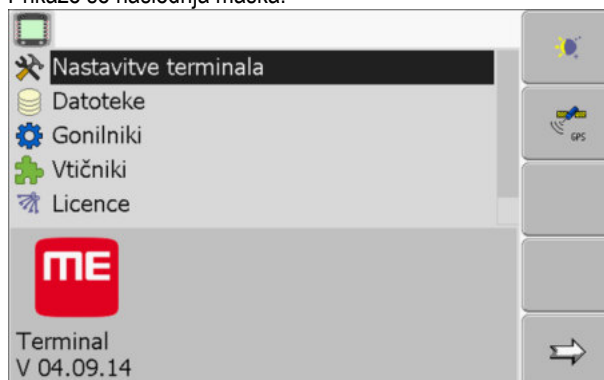 Prikaže se naslednja maska:
Nastavitve terminala
Datoteke
Gonilniki
Vtičniki
Licence
GPS
ME
Terminal
V 04.09.14